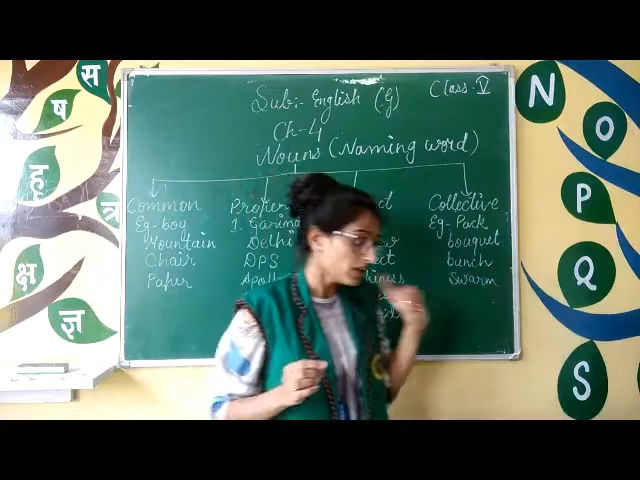 Sub:- English (G)
Class - V
Ch-4
Nouns (Naming word)
Common
Eg-boy
Mountain
Chair
Paper
Proper
1. Garima
Delhi
DPS
Collective
Eg- Pack
bouquet
bunch
Swarm
स
ष
ह
त्र
क्ष
ज्ञ
N
O
P
Q
S